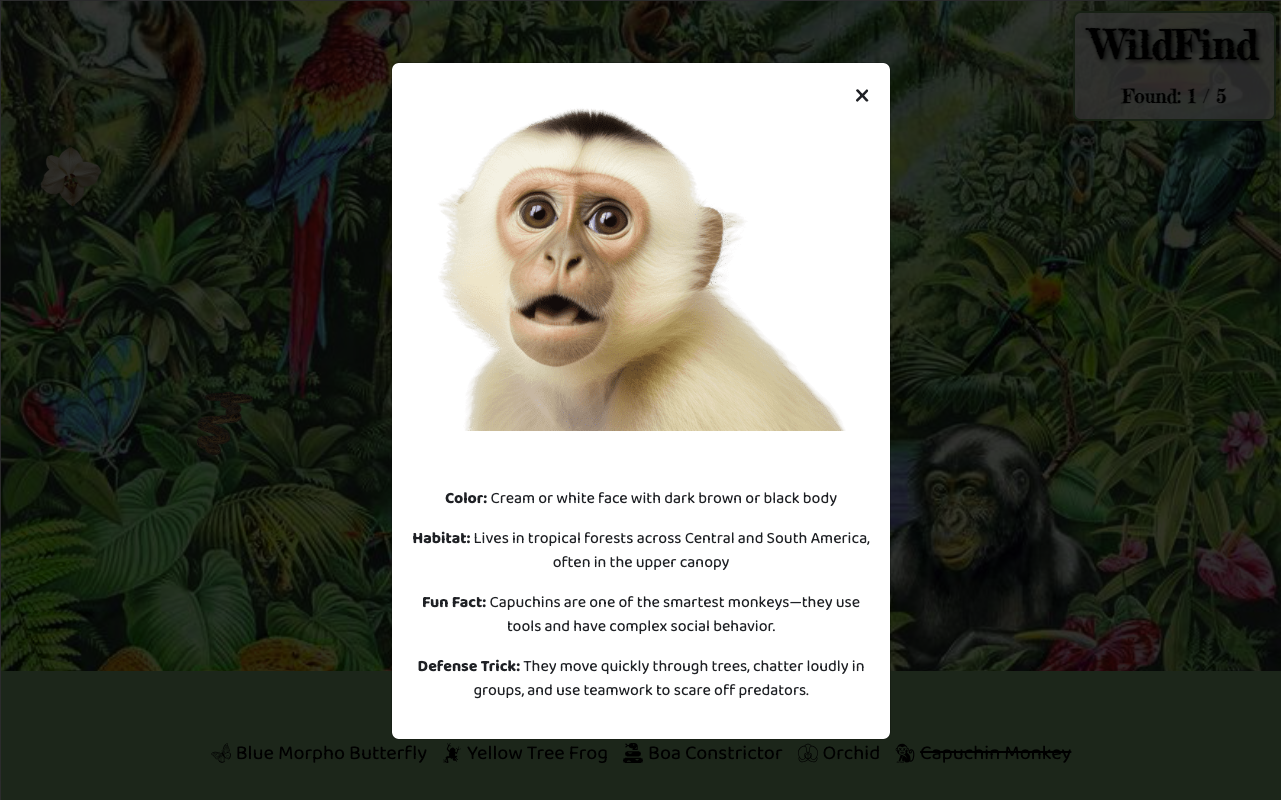 WildFind
Found: 1 / 5
Color: Cream or white face with dark brown or black body
Habitat: Lives in tropical forests across Central and South America,
often in the upper canopy
Fun Fact: Capuchins are one of the smartest monkeys—they use
tools and have complex social behavior.
Defense Trick: They move quickly through trees, chatter loudly in
groups, and use teamwork to scare off predators.
Blue Morpho Butterfly Yellow Tree Frog Boa Constrictor Orchid Capuchin Monkey